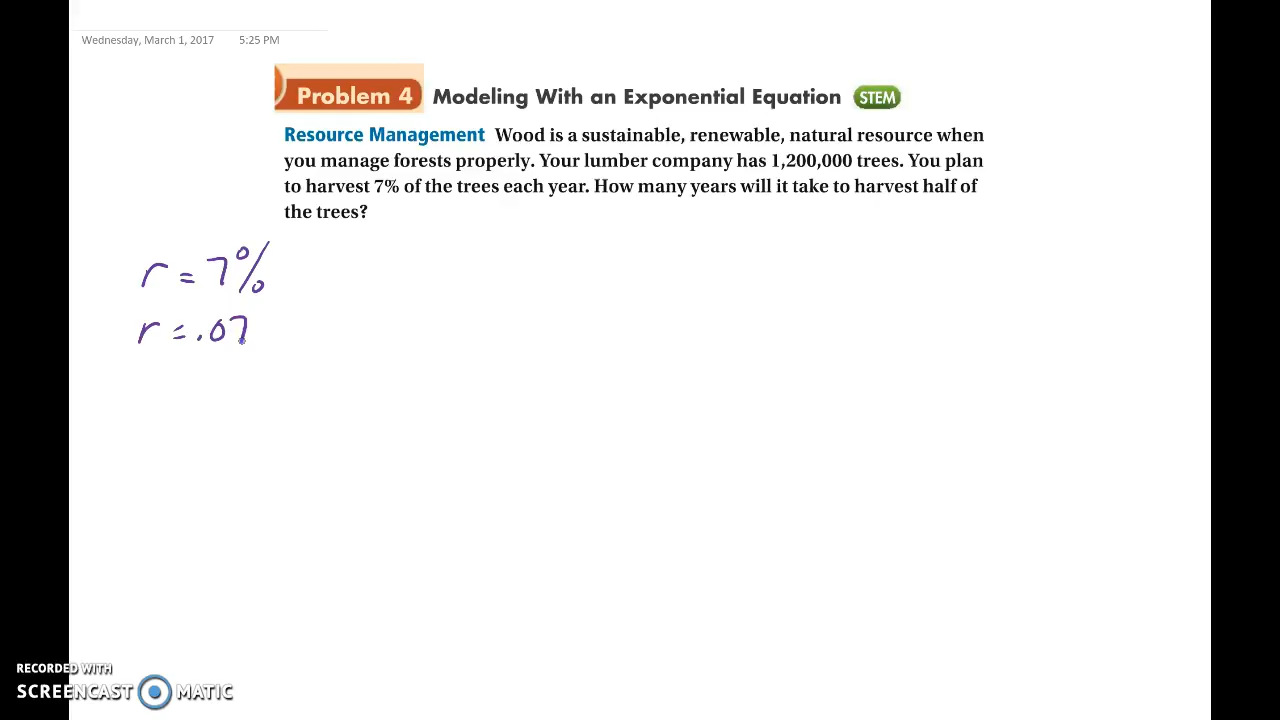 Wednesday, March 1, 2017 5:25 PM
Problem 4 Modeling With an Exponential Equation STEM
Resource Management Wood is a sustainable, renewable, natural resource when
you manage forests properly. Your lumber company has 1,200,000 trees. You plan
to harvest 7% of the trees each year. How many years will it take to harvest half of
the trees?
r = 7%
r = .07
RECORDED WITH
SCREENCAST MATIC